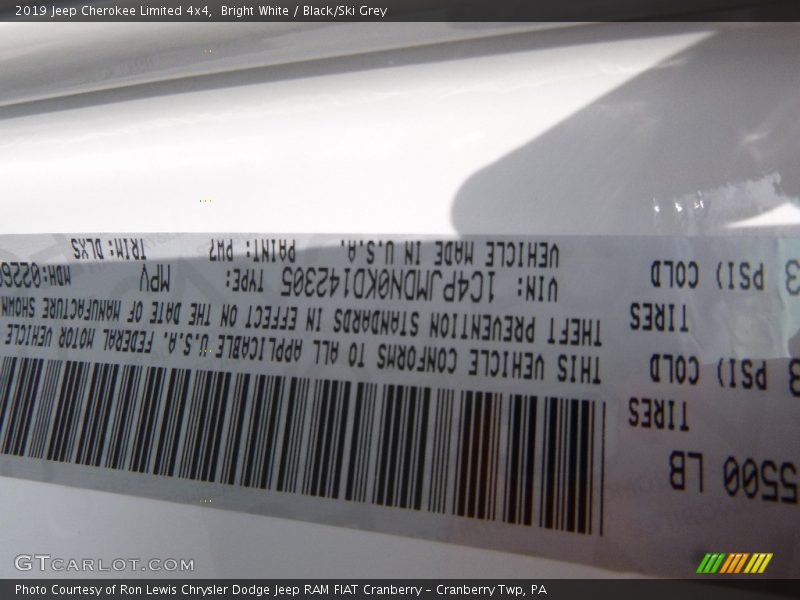 2019 Jeep Cherokee Limited 4x4,  Bright White / Black/Ski Grey
5500 LB
TIRES
PSI) COLD
TIRES
PSI) COLD
THIS VEHICLE CONFORMS TO ALL APPLICABLE U.S.A. FEDERAL MOTOR VEHICLE
THEFT PREVENTION STANDARDS IN EFFECT ON THE DATE OF MANUFACTURE SHOWN
VIN: 1C4PJMDN0KD142305 TYPE: MPV MDH:
VEHICLE MADE IN U.S.A. PAINT: PW7 TRIM: DLXS
GTCARLOT.COM
Photo Courtesy of Ron Lewis Chrysler Dodge Jeep RAM FIAT Cranberry – Cranberry Twp, PA